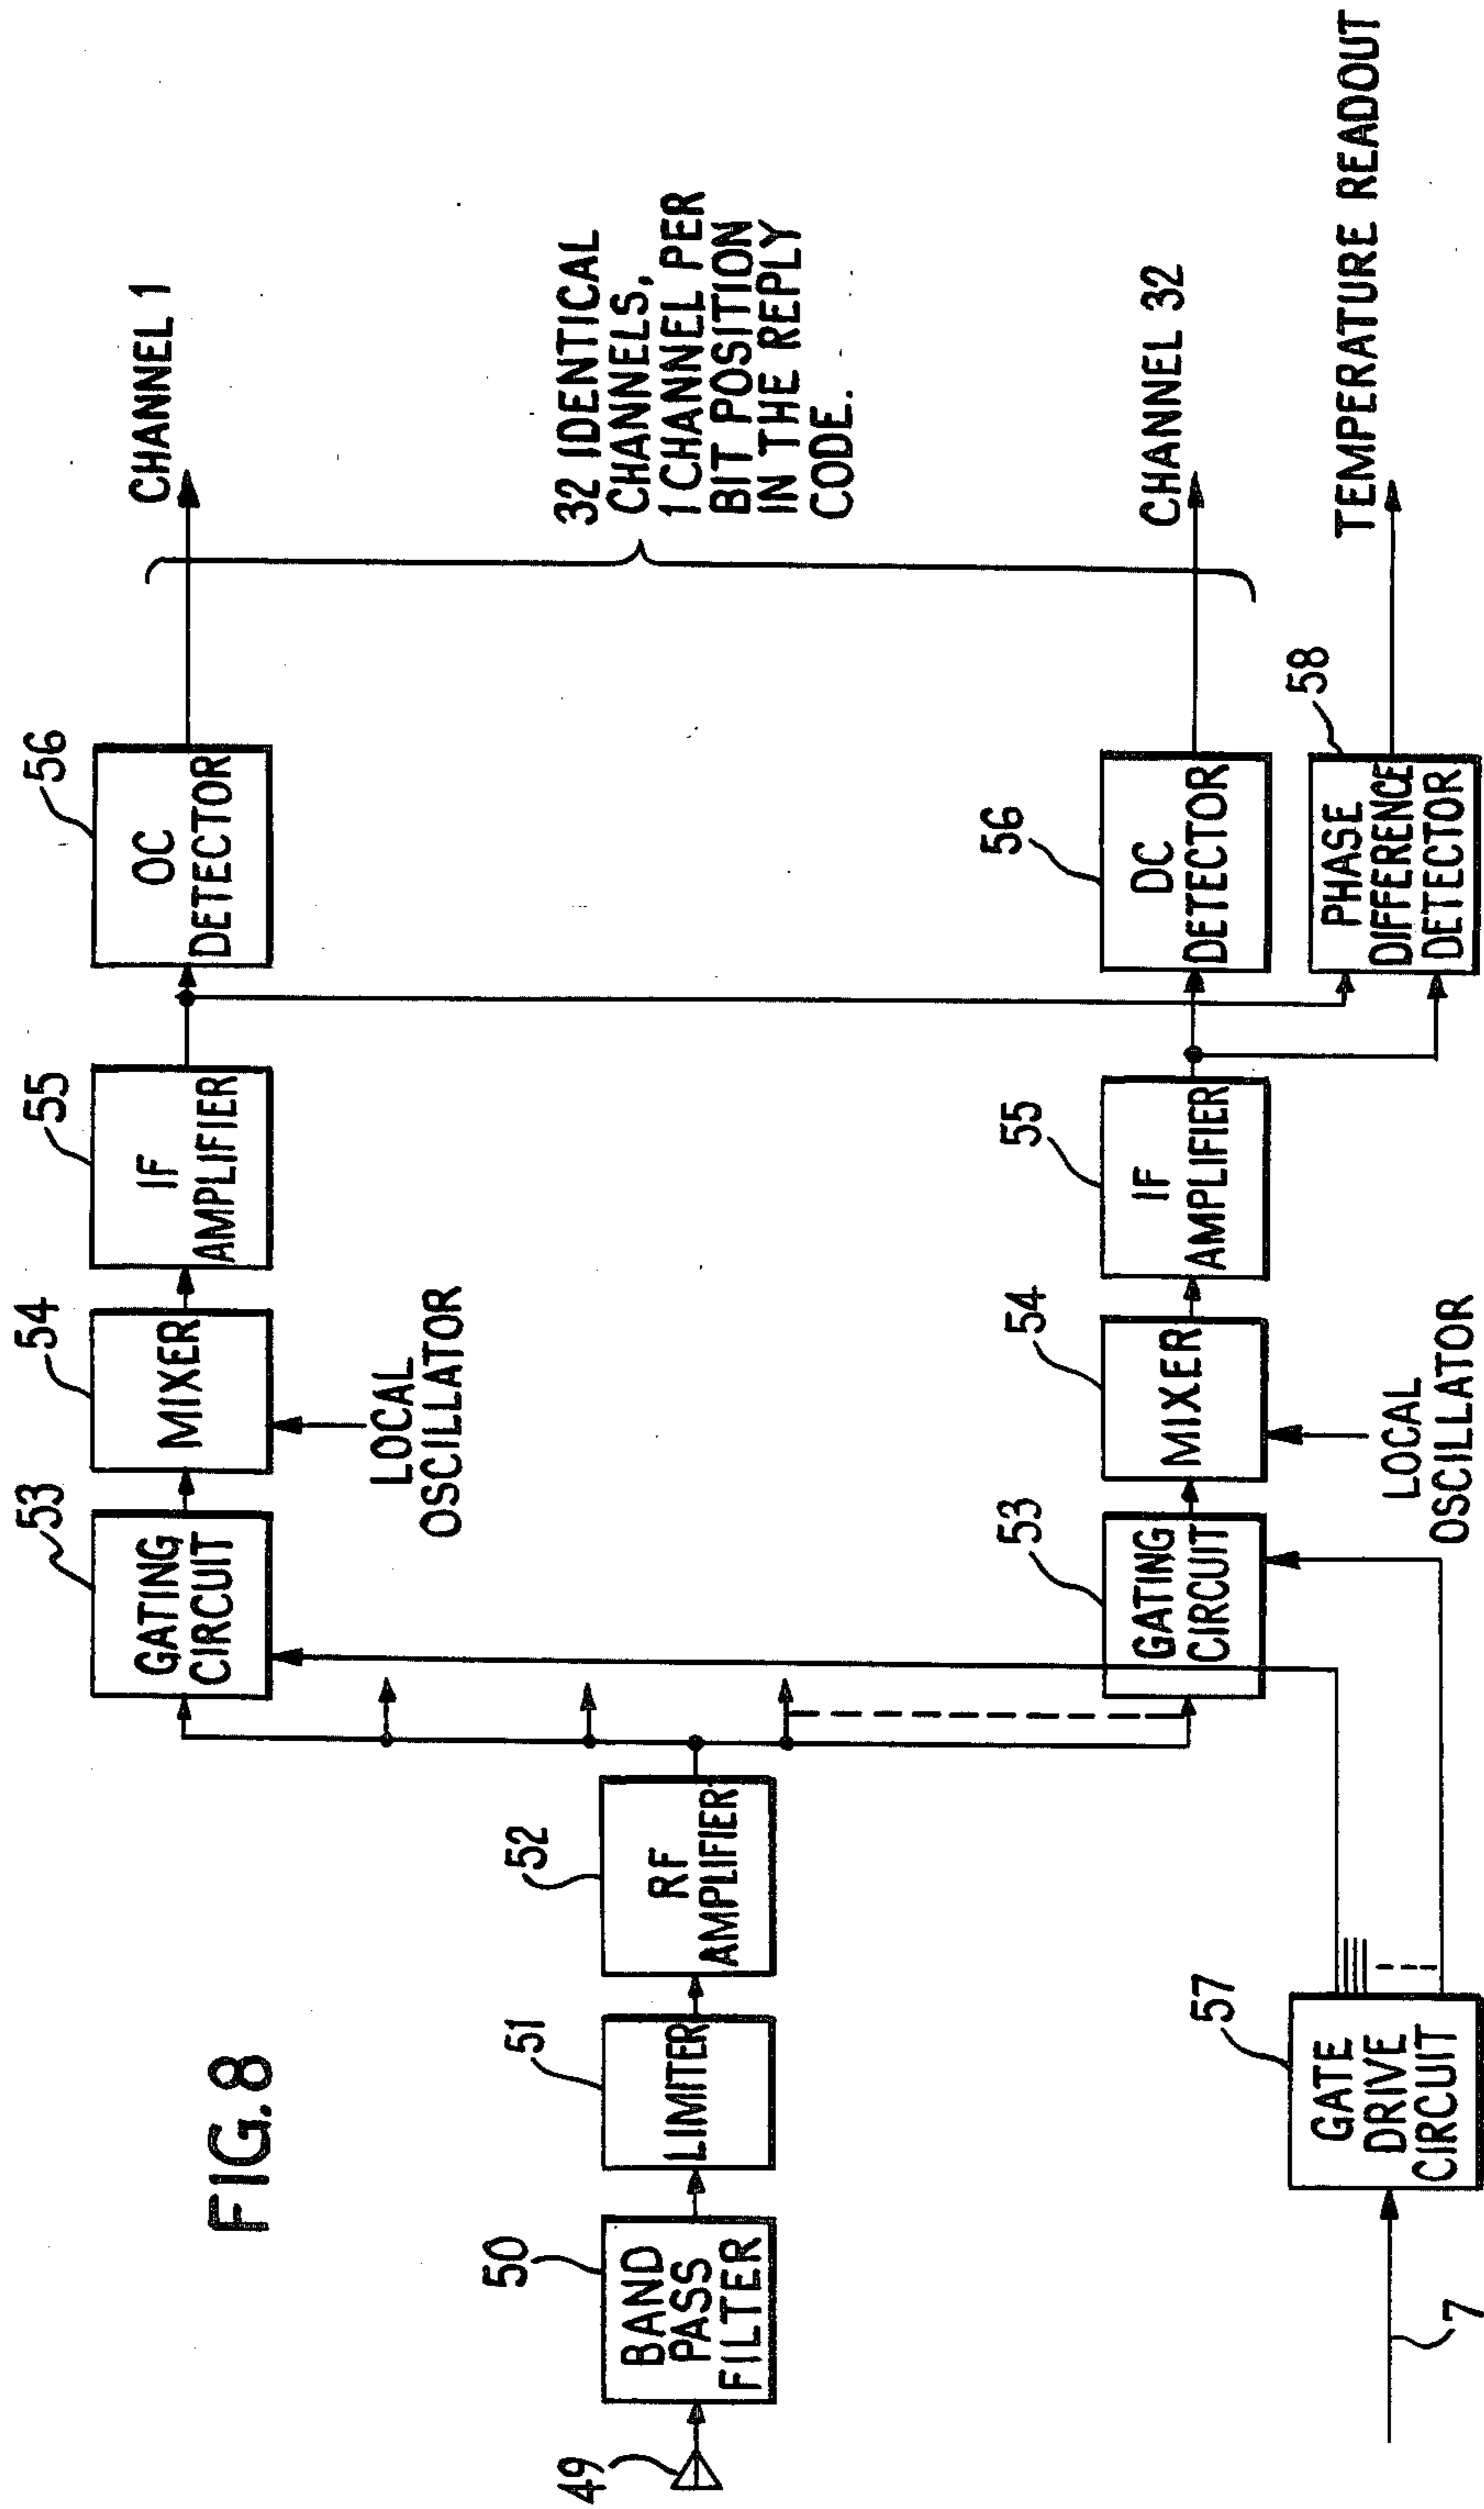 FIG.8
49
50
BAND
PASS
FILTER
51
LIMITER
52
RF
AMPLIFIER
53
GATING
CIRCUIT
54
MIXER
LOCAL
OSCILLATOR
55
IF
AMPLIFIER
56
OC
DETECTOR
CHANNEL 1
32 IDENTICAL
CHANNELS,
1 CHANNEL PER
BIT POSITION
IN THE REPLY
CODE.
53
GATING
CIRCUIT
54
MIXER
LOCAL
OSCILLATOR
55
IF
AMPLIFIER
56
DC
DETECTOR
CHANNEL 32
7
57
GATE
DRIVE
CIRCUIT
58
PHASE
DIFFERENCE
DETECTOR
TEMPERATURE READOUT